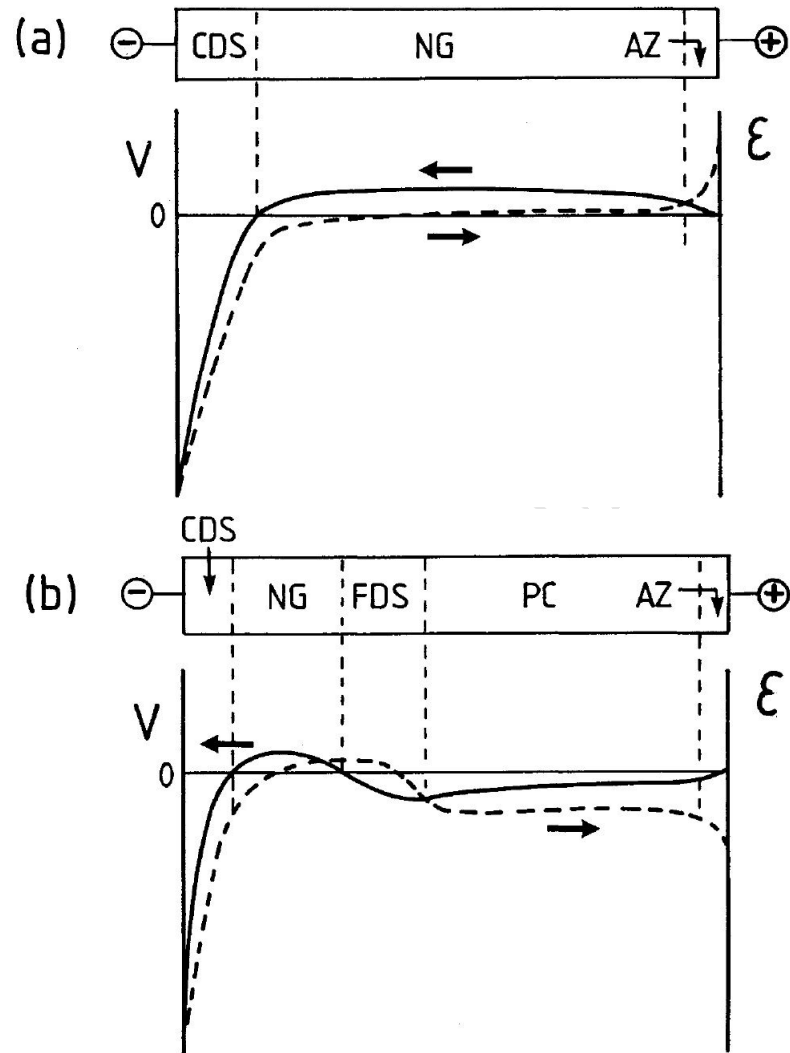 (a) ⊖ CDS NG AZ ⊕
V ℇ
0
CDS
(b) ⊖ NG FDS PC AZ ⊕
V ℇ
0